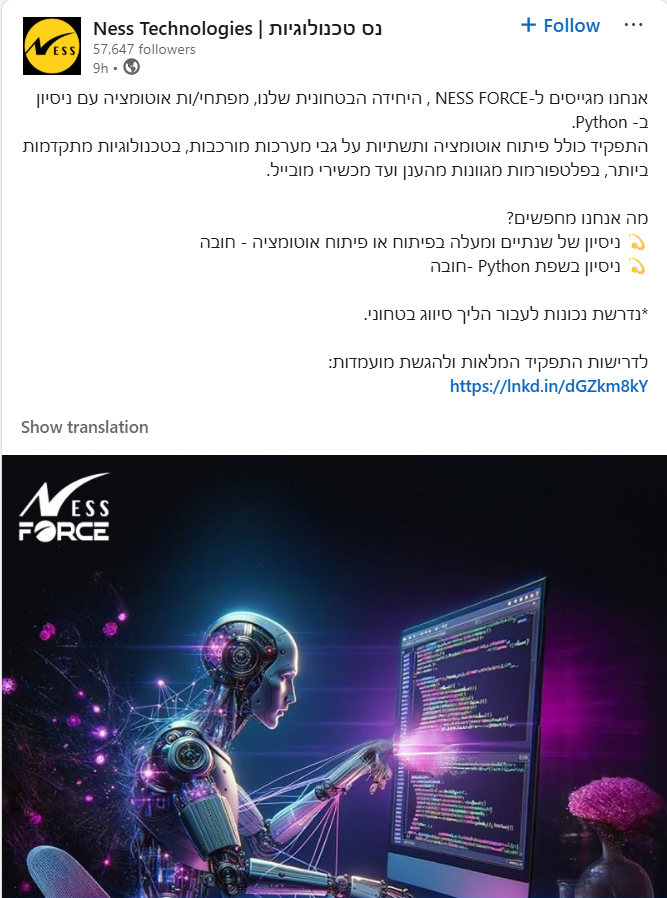 Ness Technologies | נס טכנולוגיות
+ Follow
57,647 followers
9h •
אנחנו מגייסים ל-NESS FORCE , היחידה הבטחונית שלנו, מפתחי/ות אוטומציה עם ניסיון
ב- Python.
התפקיד כולל פיתוח אוטומציה ותשתיות על גבי מערכות מורכבות, בטכנולוגיות מתקדמות
ביותר, בפלטפורמות מגוונות מהענן ועד מכשירי מובייל.
מה אנחנו מחפשים?
💫 ניסיון של שנתיים ומעלה בפיתוח או פיתוח אוטומציה - חובה
💫 ניסיון בשפת Python -חובה
*נדרשת נכונות לעבור הליך סיווג בטחוני.
לדרישות התפקיד המלאות ולהגשת מועמדות:
https://lnkd.in/dGZkm8kY
Show translation
NESS
FORCE